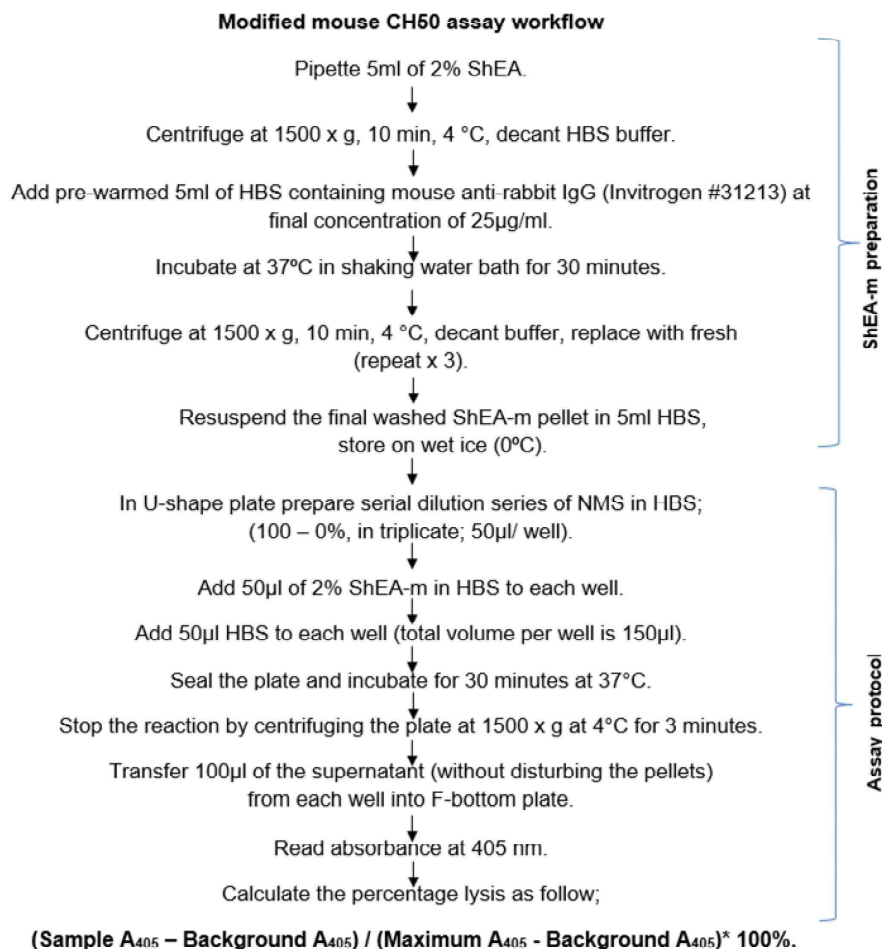 Modified mouse CH50 assay workflow
Pipette 5ml of 2% ShEA.
Centrifuge at 1500 x g, 10 min, 4 °C, decant HBS buffer.
Add pre-warmed 5ml of HBS containing mouse anti-rabbit IgG (Invitrogen #31213) at
final concentration of 25µg/ml.
Incubate at 37ºC in shaking water bath for 30 minutes.
Centrifuge at 1500 x g, 10 min, 4 °C, decant buffer, replace with fresh
(repeat x 3).
Resuspend the final washed ShEA-m pellet in 5ml HBS,
store on wet ice (0ºC).
ShEA-m preparation
In U-shape plate prepare serial dilution series of NMS in HBS;
(100 – 0%, in triplicate; 50µl/ well).
Add 50µl of 2% ShEA-m in HBS to each well.
Add 50µl HBS to each well (total volume per well is 150µl).
Seal the plate and incubate for 30 minutes at 37°C.
Stop the reaction by centrifuging the plate at 1500 x g at 4°C for 3 minutes.
Transfer 100µl of the supernatant (without disturbing the pellets)
from each well into F-bottom plate.
Read absorbance at 405 nm.
Calculate the percentage lysis as follow;
Assay protocol
(Sample A₄₀₅ – Background A₄₀₅) / (Maximum A₄₀₅ - Background A₄₀₅)* 100%.